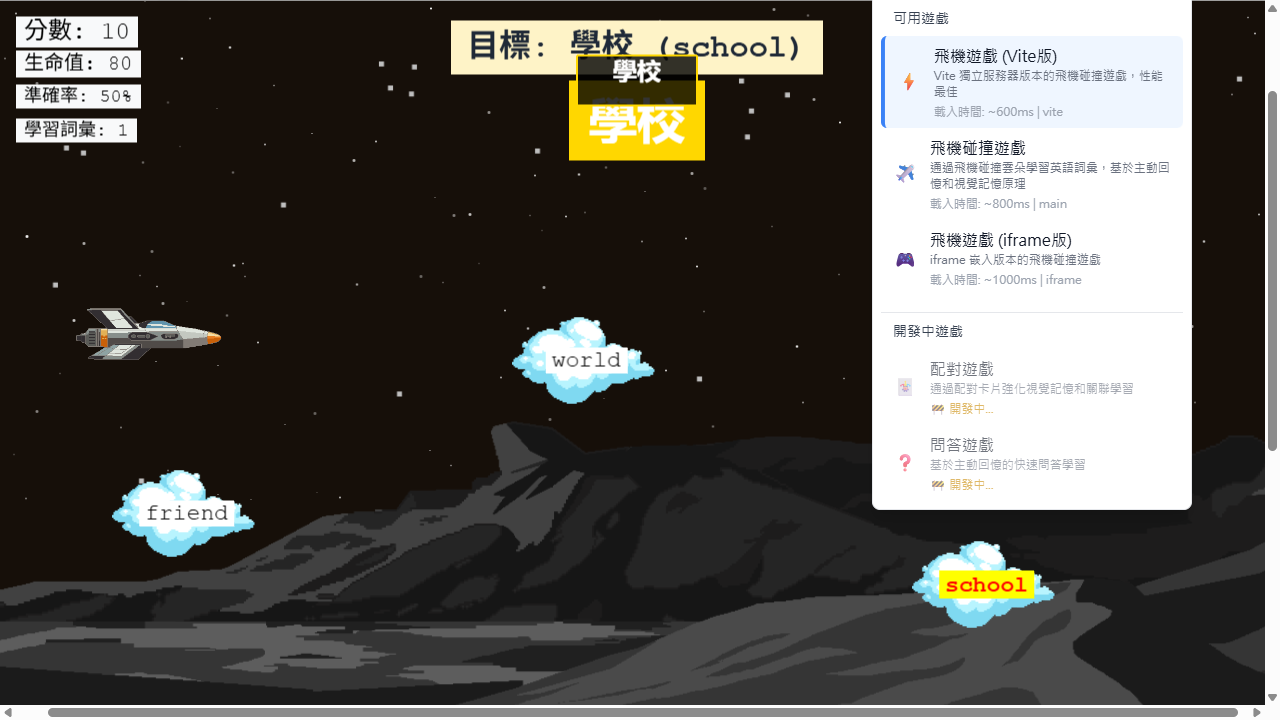 分數: 10
生命值: 80
準確率: 50%
學習詞彙: 1
目標: 學校 (school)
學校
學校
world
friend
school
可用遊戲
飛機遊戲 (Vite版)
Vite 獨立服務器版本的飛機碰撞遊戲，性能
最佳
載入時間: ~600ms | vite
飛機碰撞遊戲
通過飛機碰撞雲朵學習英語詞彙，基於主動回
憶和視覺記憶原理
載入時間: ~800ms | main
飛機遊戲 (iframe版)
iframe 嵌入版本的飛機碰撞遊戲
載入時間: ~1000ms | iframe
開發中遊戲
配對遊戲
通過配對卡片強化視覺記憶和關聯學習
開發中...
問答遊戲
基於主動回憶的快速問答學習
開發中...